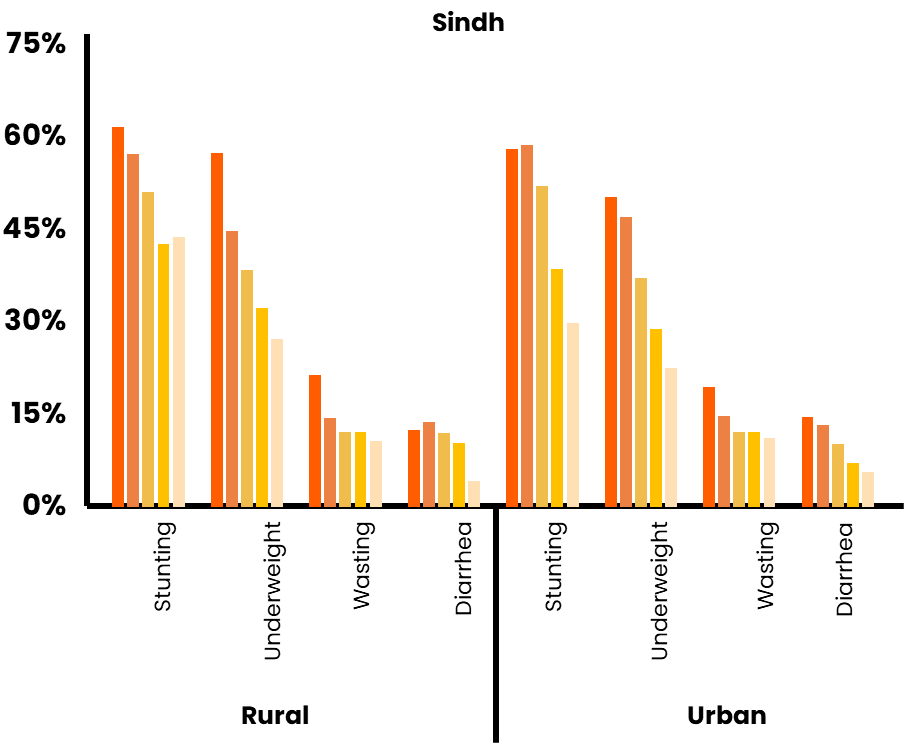 Sindh
75%
60%
45%
30%
15%
0%
Stunting
Underweight
Wasting
Diarrhea
Stunting
Underweight
Wasting
Diarrhea
Rural
Urban